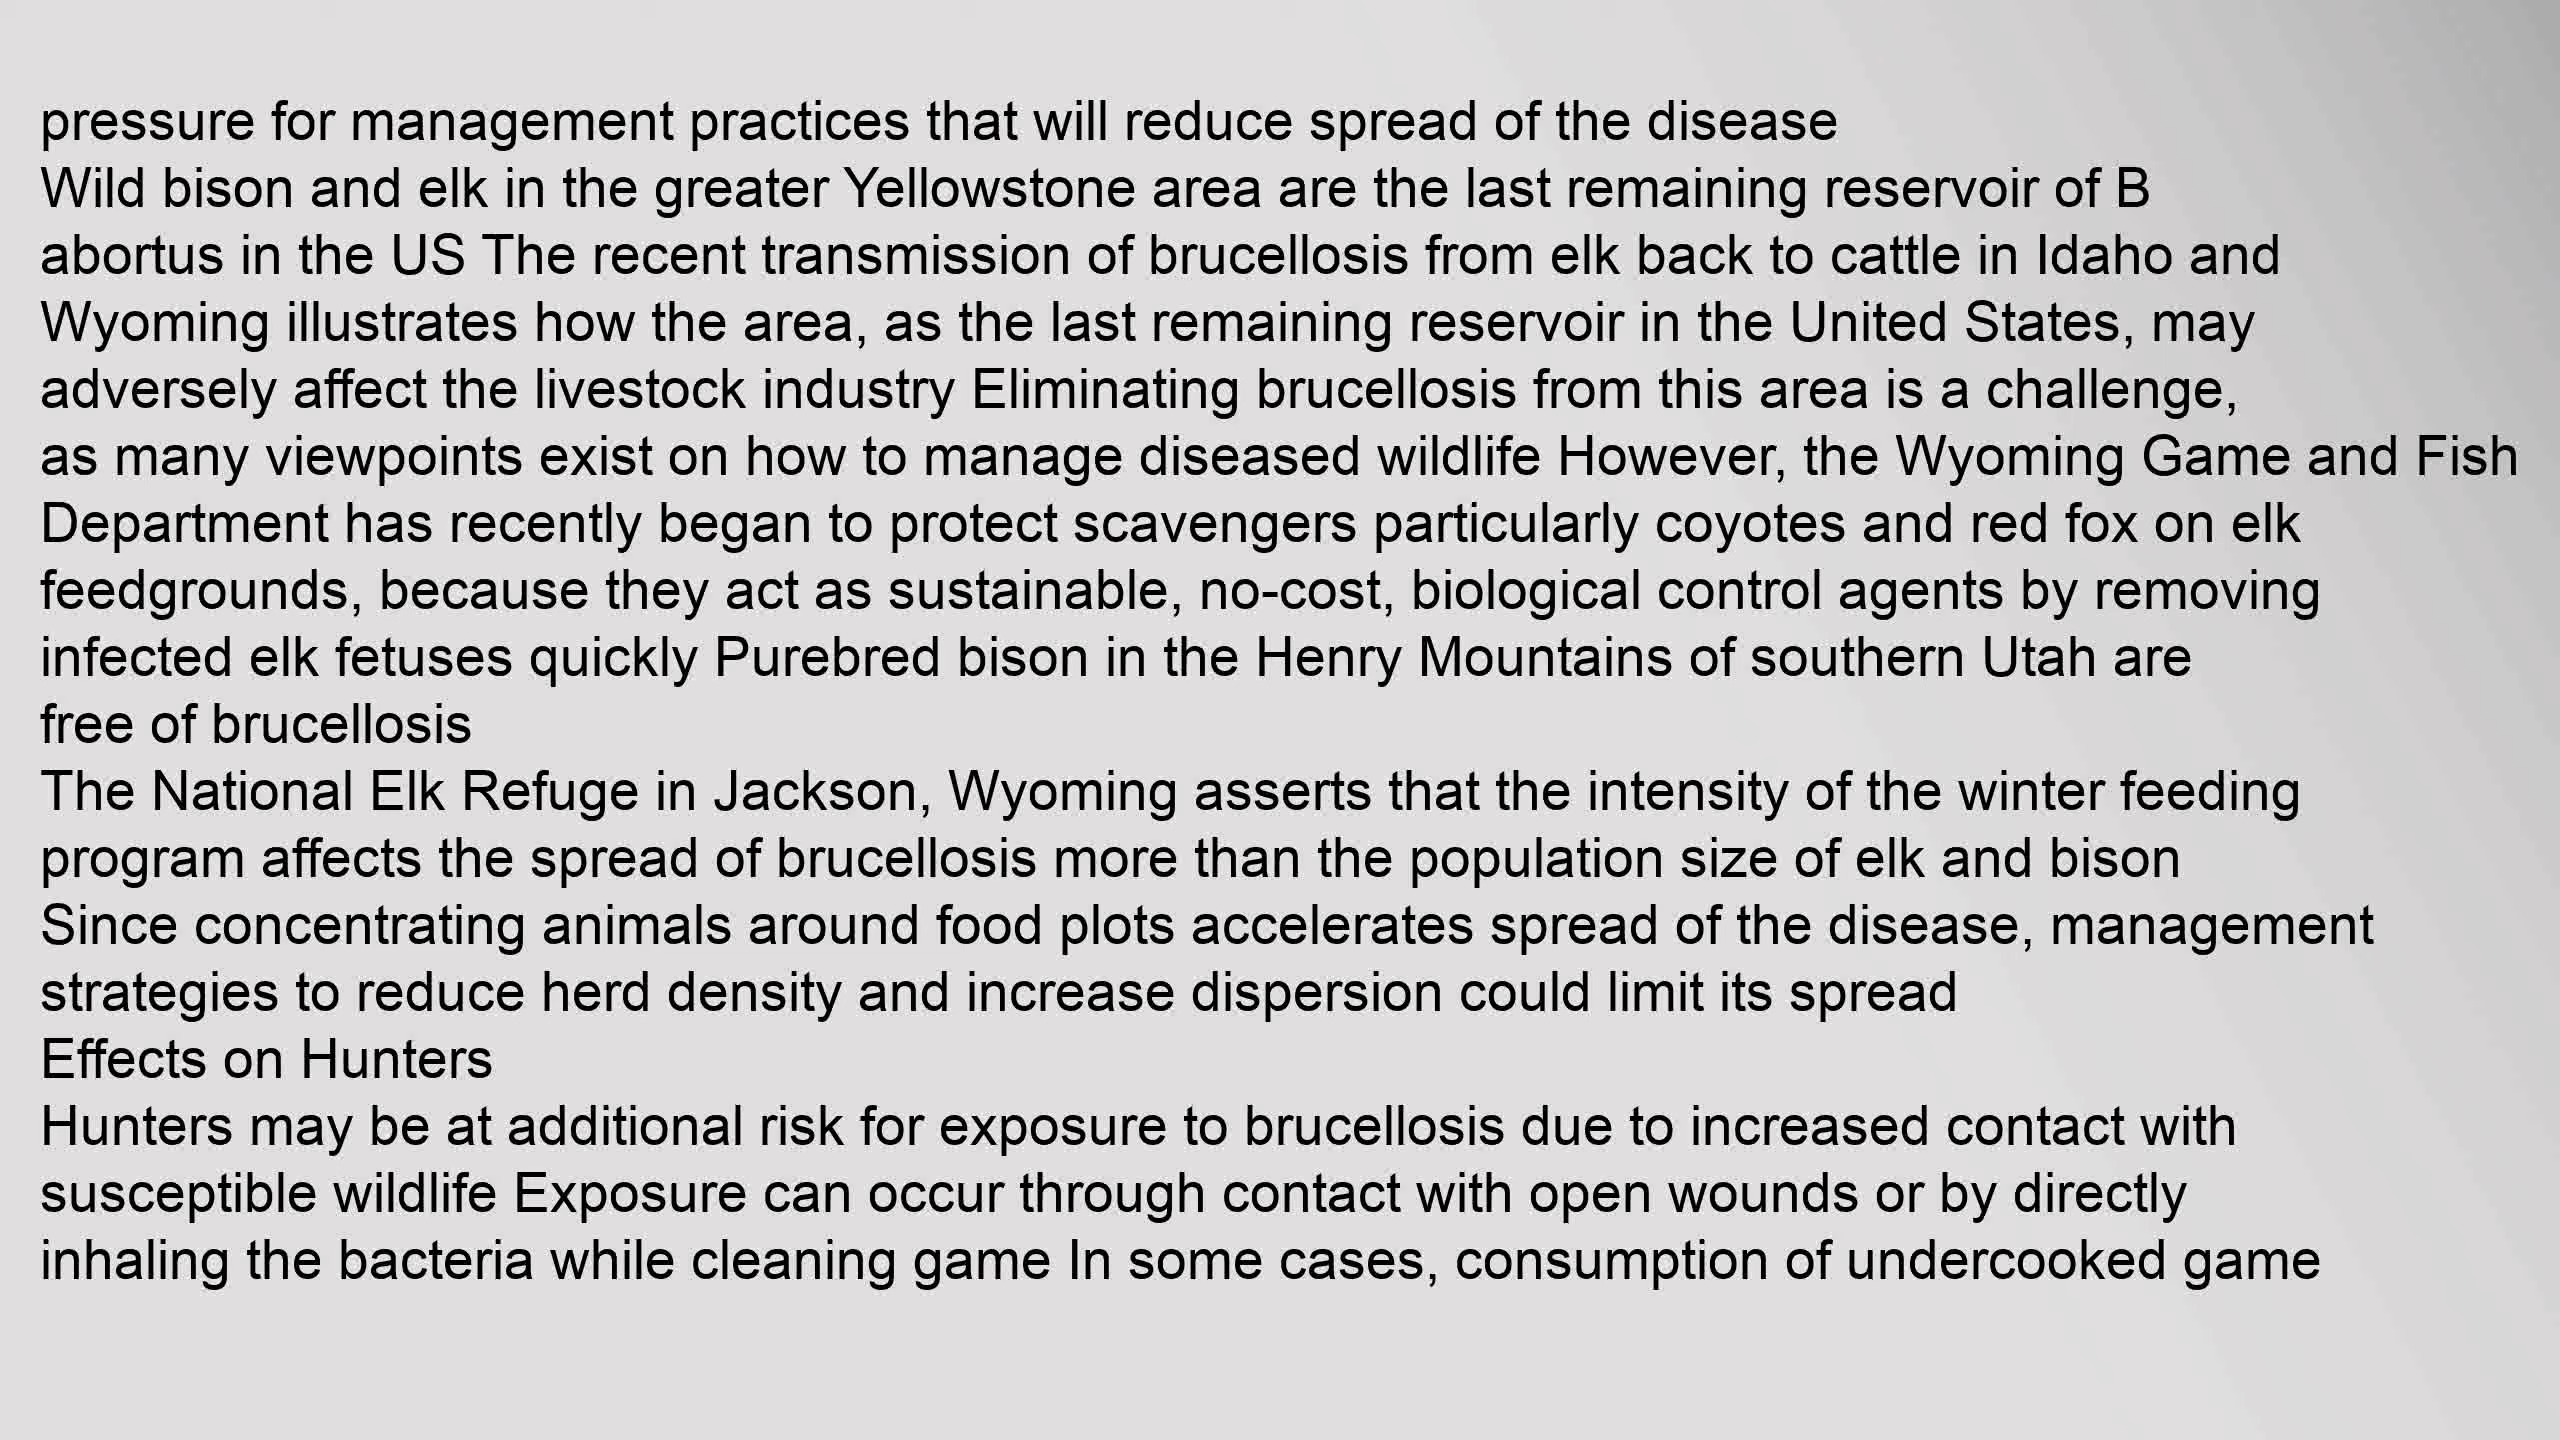 pressure for management practices that will reduce spread of the disease
Wild bison and elk in the greater Yellowstone area are the last remaining reservoir of B
abortus in the US The recent transmission of brucellosis from elk back to cattle in Idaho and
Wyoming illustrates how the area, as the last remaining reservoir in the United States, may
adversely affect the livestock industry Eliminating brucellosis from this area is a challenge,
as many viewpoints exist on how to manage diseased wildlife However, the Wyoming Game and Fish
Department has recently began to protect scavengers particularly coyotes and red fox on elk
feedgrounds, because they act as sustainable, no-cost, biological control agents by removing
infected elk fetuses quickly Purebred bison in the Henry Mountains of southern Utah are
free of brucellosis
The National Elk Refuge in Jackson, Wyoming asserts that the intensity of the winter feeding
program affects the spread of brucellosis more than the population size of elk and bison
Since concentrating animals around food plots accelerates spread of the disease, management
strategies to reduce herd density and increase dispersion could limit its spread
Effects on Hunters
Hunters may be at additional risk for exposure to brucellosis due to increased contact with
susceptible wildlife Exposure can occur through contact with open wounds or by directly
inhaling the bacteria while cleaning game In some cases, consumption of undercooked game